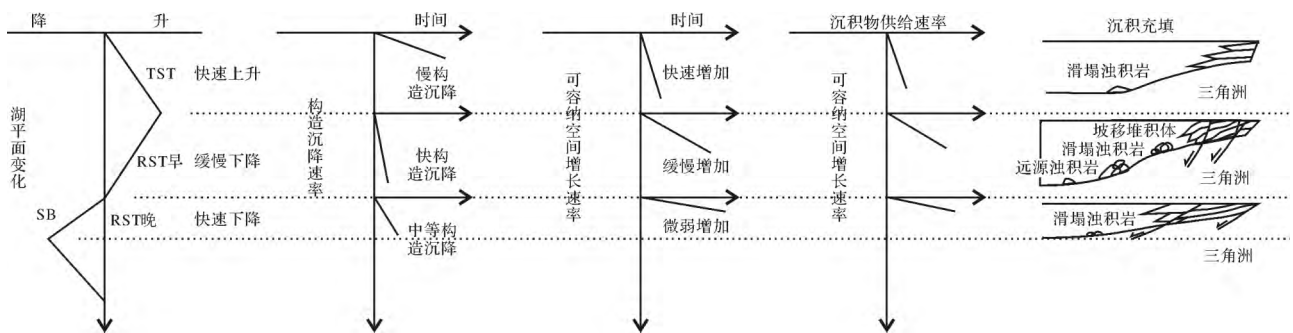 降 升
时间
时间
沉积物供给速率
沉积充填
湖平面变化
TST
快速上升
RST早
缓慢下降
SB
RST晚
快速下降
构造沉降速率
慢构
造沉降
快构
造沉降
中等构
造沉降
可容纳空间增长速率
快速增加
缓慢增加
微弱增加
可容纳空间增长速率
滑塌浊积岩
三角洲
坡移堆积体
滑塌浊积岩
远源浊积岩
三角洲
滑塌浊积岩
三角洲